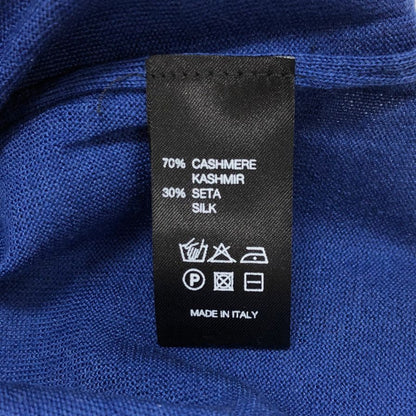 70% CASHMERE
KASHMIR
30% SETA
SILK
P
MADE IN ITALY